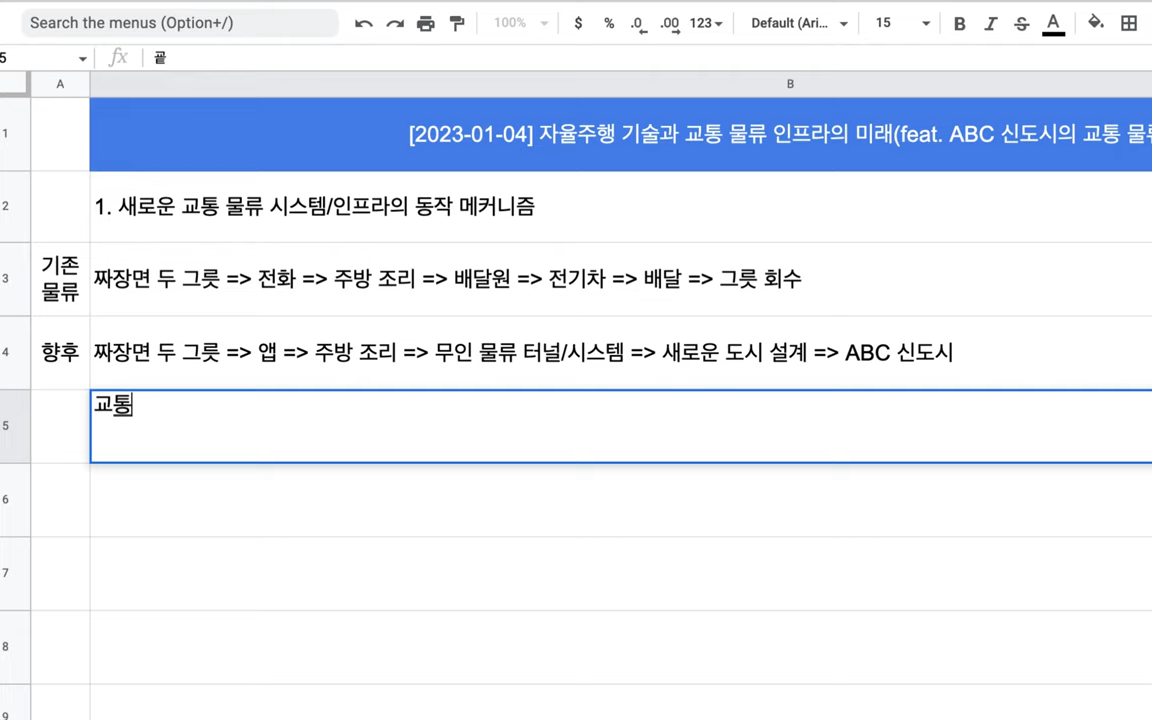 Search the menus (Option+/)
100%
$ % .0 .00 123
Default (Ari...
15
B I S A
5
fx
A B
1 [2023-01-04] 자율주행 기술과 교통 물류 인프라의 미래(feat. ABC 신도시의 교통 물류
2 1. 새로운 교통 물류 시스템/인프라의 동작 메커니즘
3 기존 물류 짜장면 두 그릇 => 전화 => 주방 조리 => 배달원 => 전기차 => 배달 => 그릇 회수
4 향후 짜장면 두 그릇 => 앱 => 주방 조리 => 무인 물류 터널/시스템 => 새로운 도시 설계 => ABC 신도시
5 교통
6
7
8
9